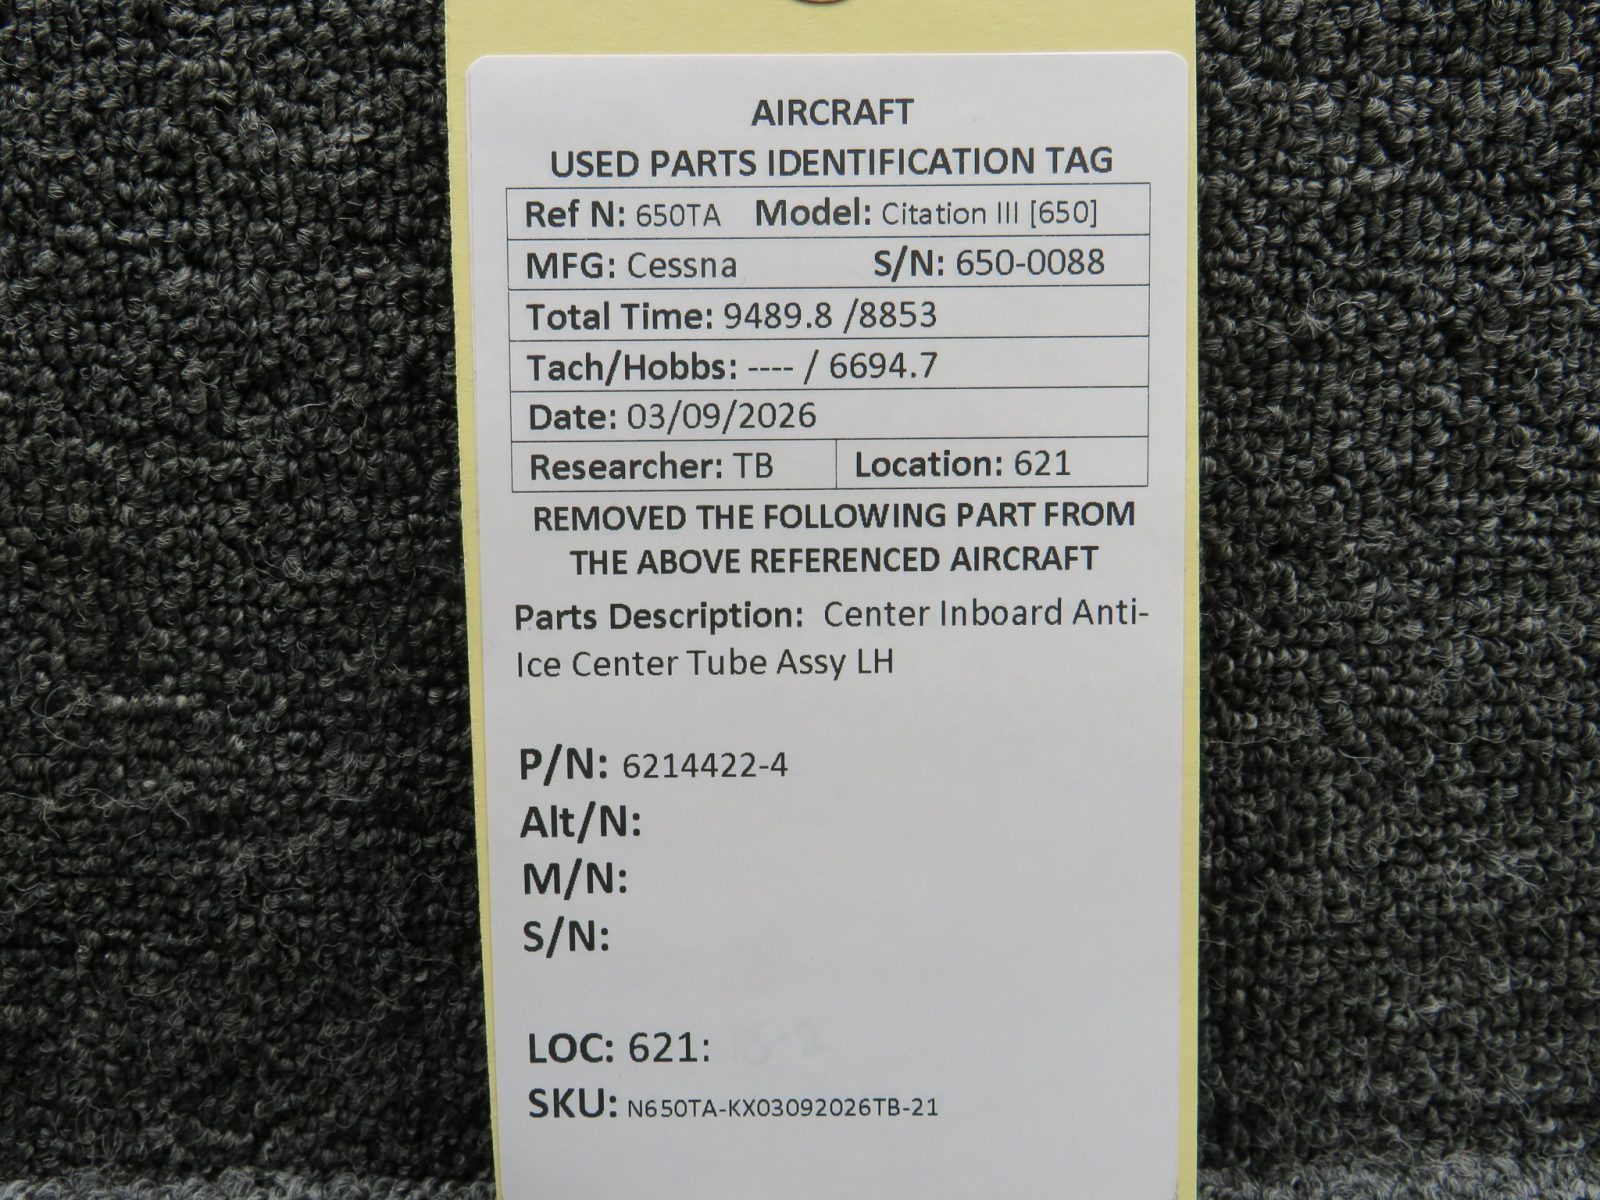 AIRCRAFT
USED PARTS IDENTIFICATION TAG
Ref N: 650TA Model: Citation III [650]
MFG: Cessna S/N: 650-0088
Total Time: 9489.8 /8853
Tach/Hobbs: ---- / 6694.7
Date: 03/09/2026
Researcher: TB Location: 621
REMOVED THE FOLLOWING PART FROM
THE ABOVE REFERENCED AIRCRAFT
Parts Description: Center Inboard Anti-
Ice Center Tube Assy LH
P/N: 6214422-4
Alt/N:
M/N:
S/N:
LOC: 621:
SKU: N650TA-KX03092026TB-21